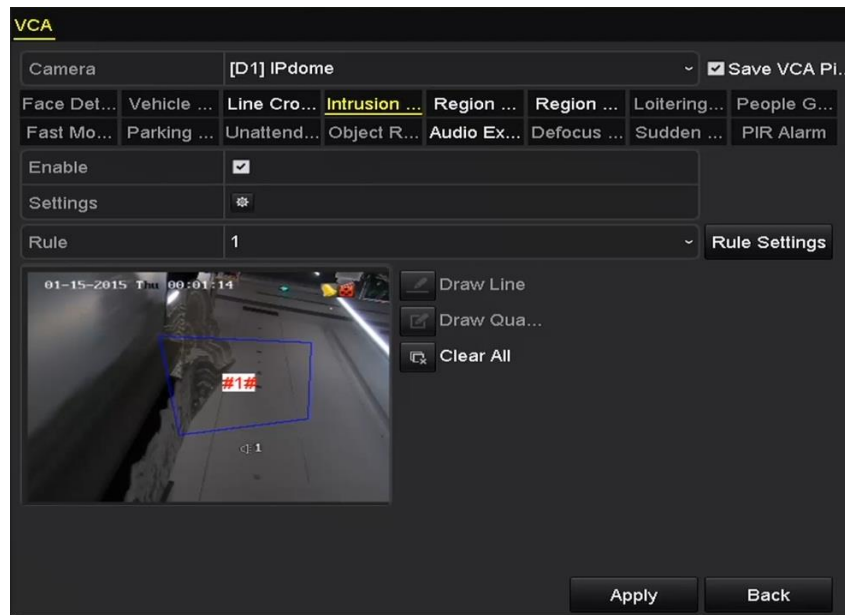 VCA
Camera [D1] IPdome Save VCA Pi..
Face Det... Vehicle ... Line Cro... Intrusion ... Region ... Region ... Loitering... People G...
Fast Mo... Parking ... Unattend... Object R... Audio Ex... Defocus ... Sudden ... PIR Alarm
Enable
Settings
Rule 1 Rule Settings
01-15-2015 Thu 00:01:14
Draw Line
Draw Qua...
Clear All
#1#
1
Apply Back